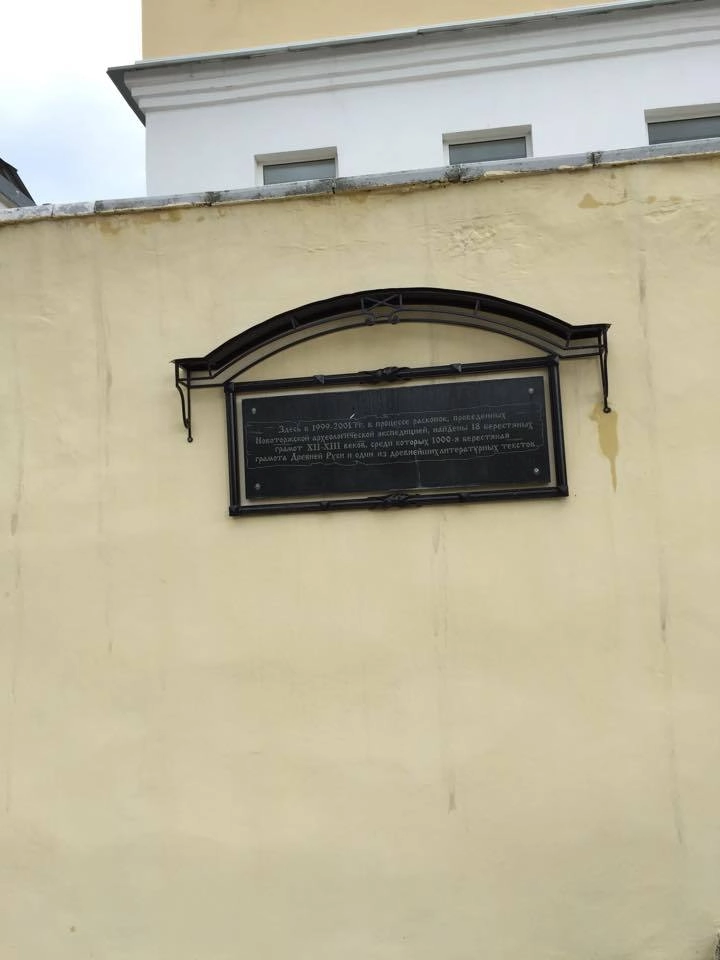 Здесь в 1999-2001 гг. в процессе раскопок, проведенных
Новоторжской археологической экспедицией, найдены 18 берестяных
грамот XII-XIII веков, среди которых 1000-я берестяная
грамота Древней Руси и один из древнейших литературных текстов.